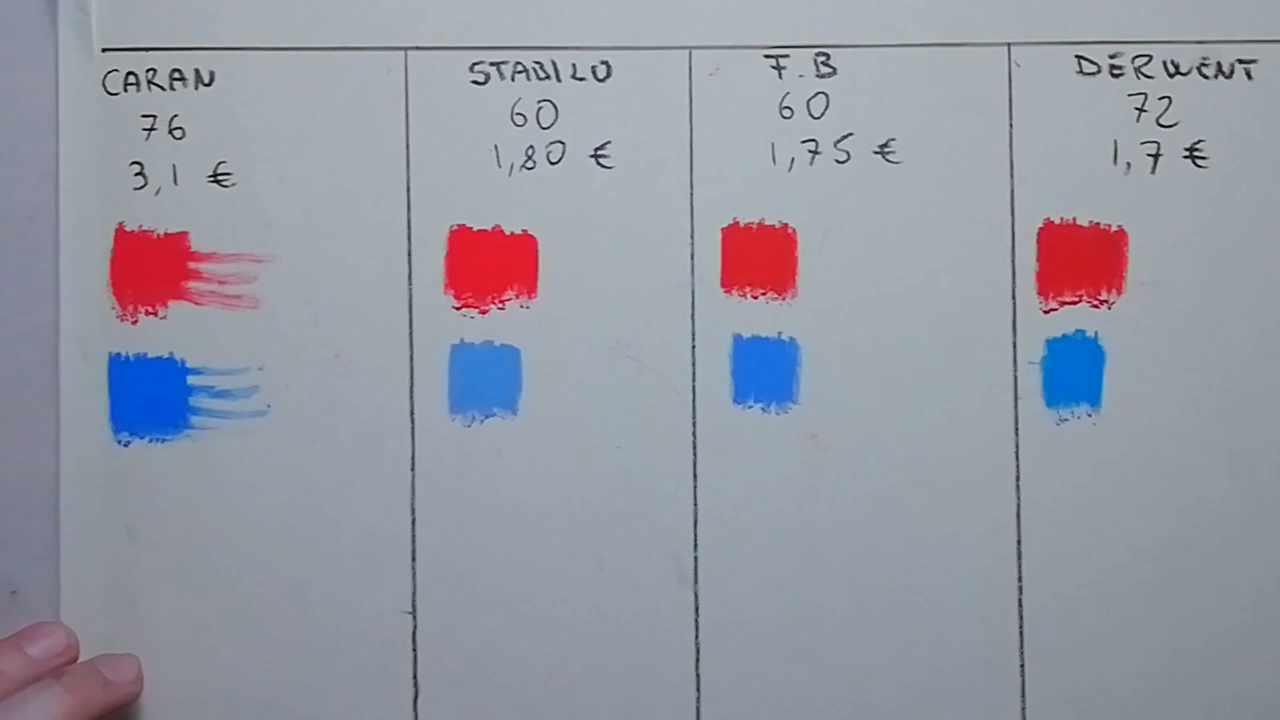 CARAN
76
3,1 €
STABILO
60
1,80 €
F.B
60
1,75 €
DERWENT
72
1,7 €